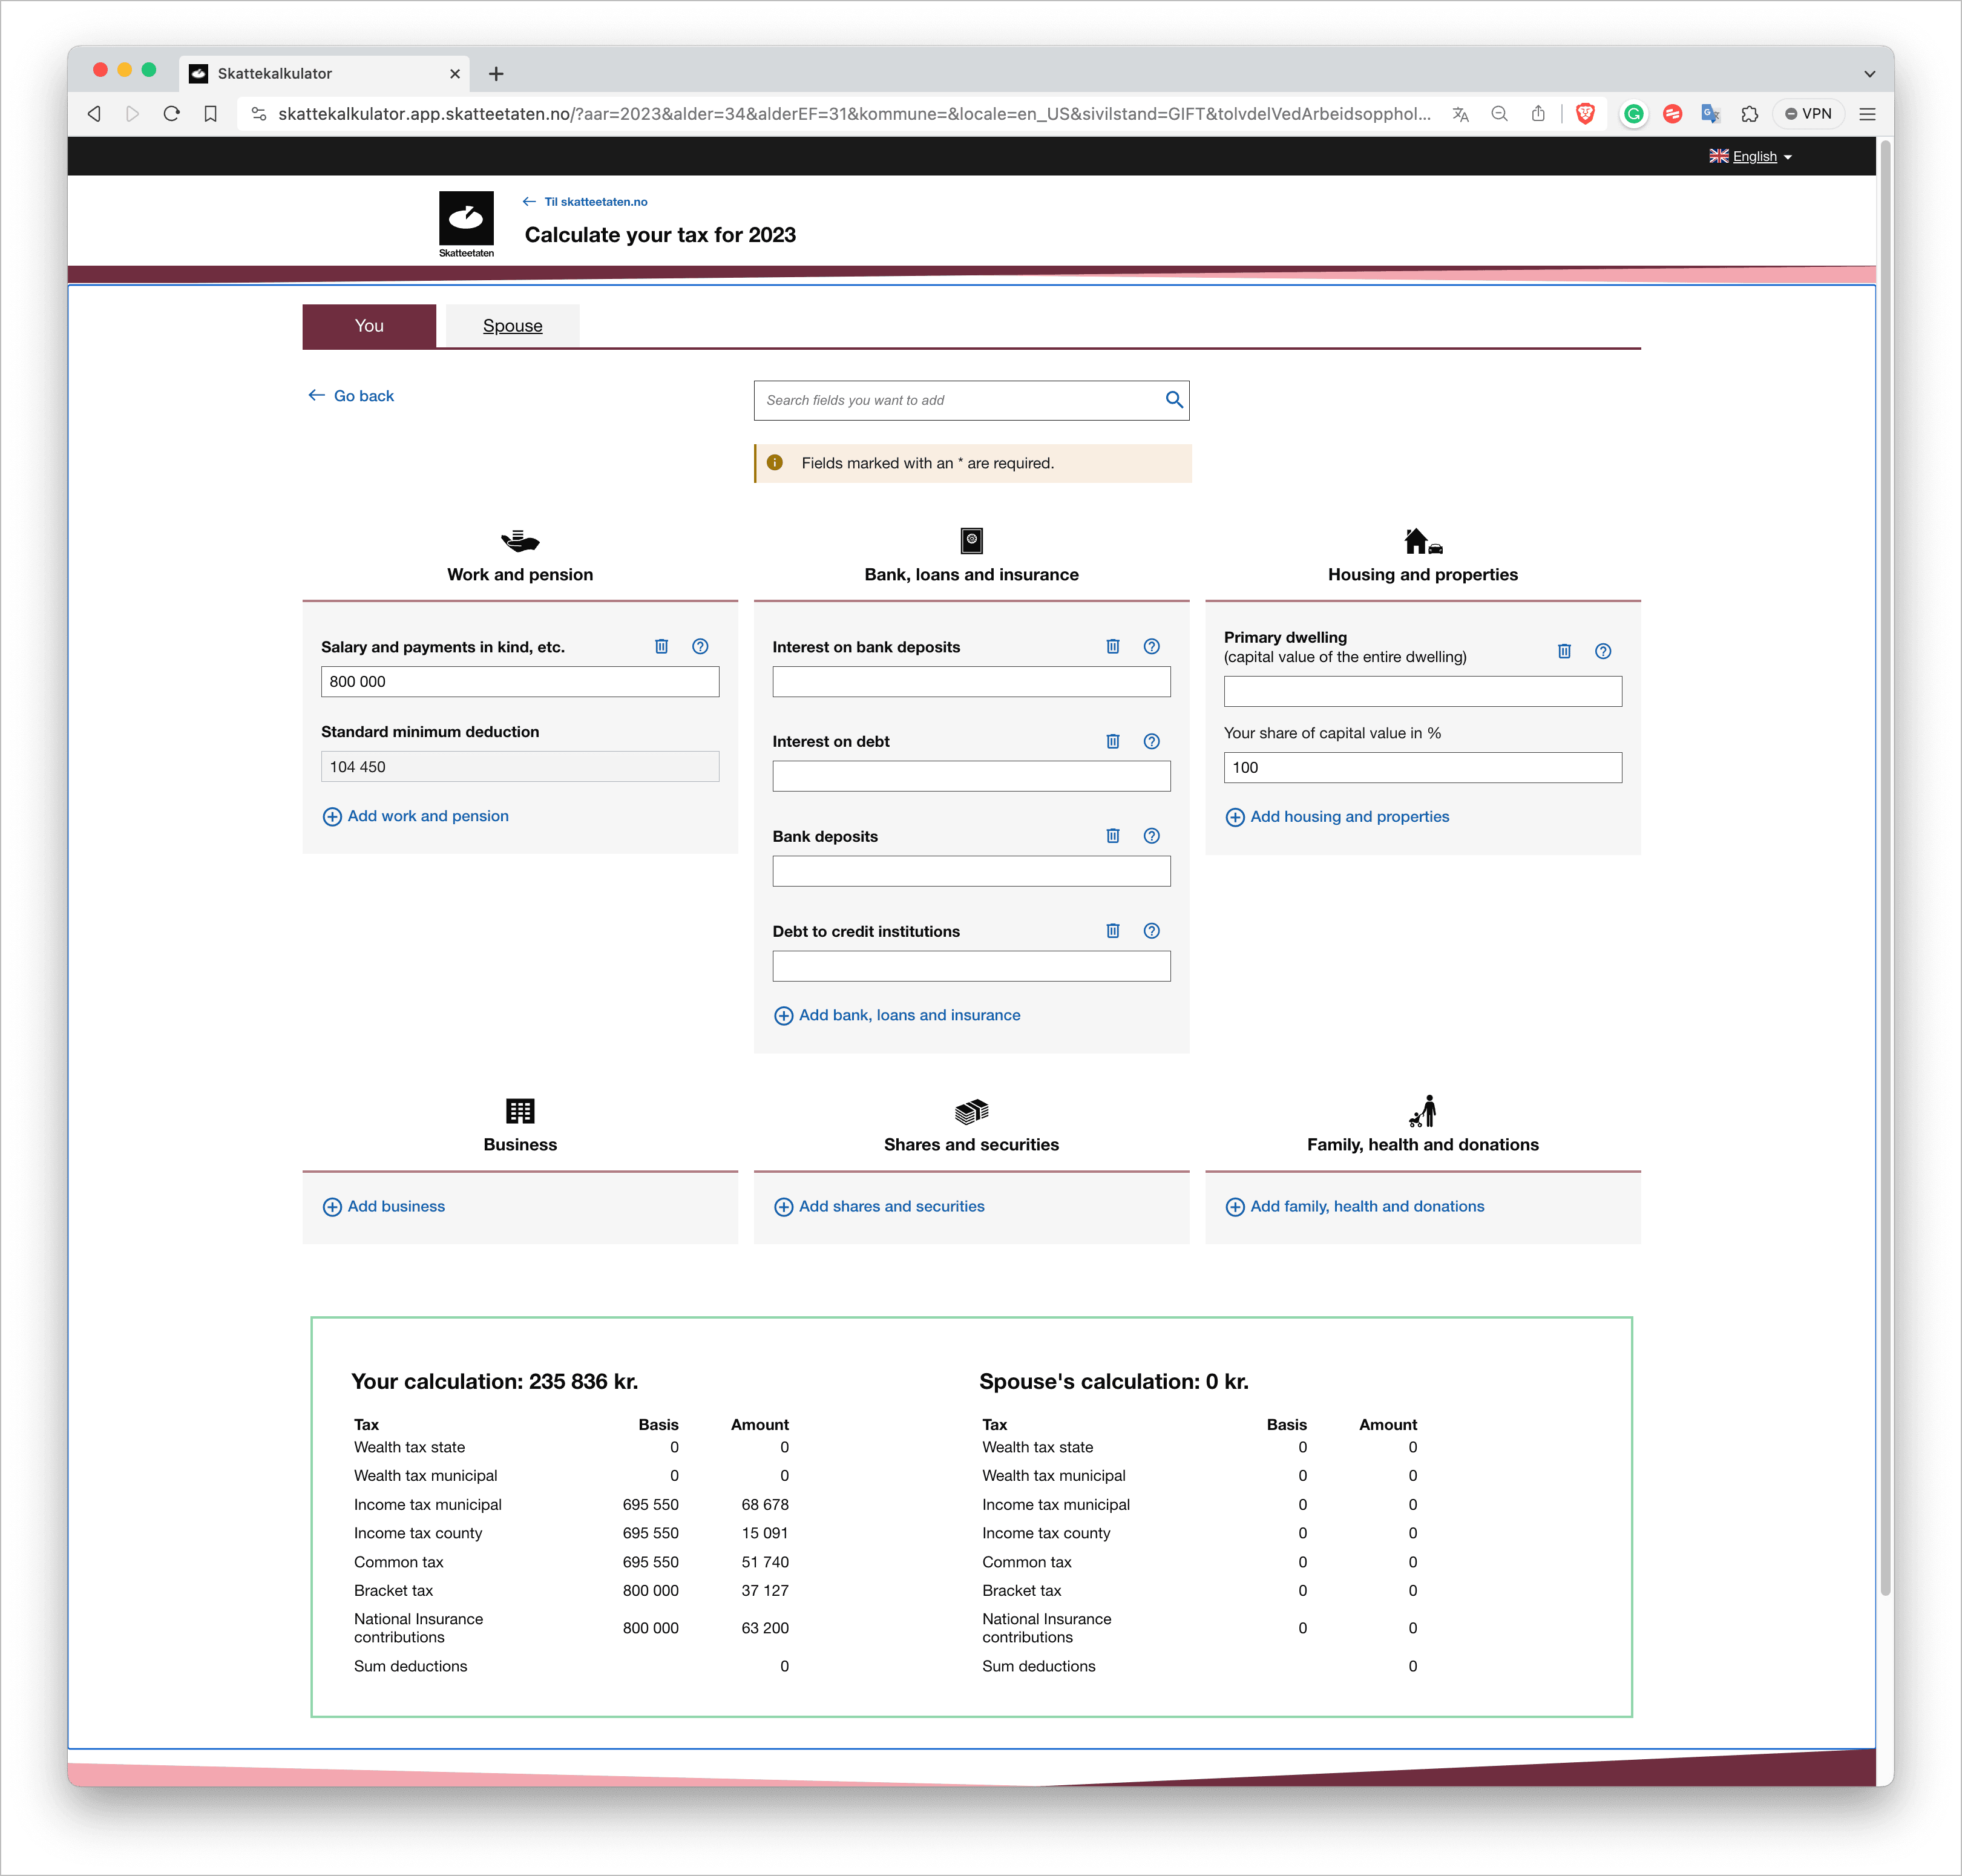 Skattekalkulator
skattekalkulator.app.skatteetaten.no/?aar=2023&alder=34&alderEF=31&kommune=&locale=en_US&sivilstand=GIFT&tolvdelVedArbeidsopphol...
VPN
English
Skatteetaten
Til skatteetaten.no
Calculate your tax for 2023
You
Spouse
Go back
Search fields you want to add
Fields marked with an * are required.
Work and pension
Salary and payments in kind, etc.
800 000
Standard minimum deduction
104 450
Add work and pension
Bank, loans and insurance
Interest on bank deposits
Interest on debt
Bank deposits
Debt to credit institutions
Add bank, loans and insurance
Housing and properties
Primary dwelling
(capital value of the entire dwelling)
Your share of capital value in %
100
Add housing and properties
Business
Add business
Shares and securities
Add shares and securities
Family, health and donations
Add family, health and donations
Your calculation: 235 836 kr.
Tax Basis Amount
Wealth tax state 0 0
Wealth tax municipal 0 0
Income tax municipal 695 550 68 678
Income tax county 695 550 15 091
Common tax 695 550 51 740
Bracket tax 800 000 37 127
National Insurance
contributions 800 000 63 200
Sum deductions 0
Spouse's calculation: 0 kr.
Tax Basis Amount
Wealth tax state 0 0
Wealth tax municipal 0 0
Income tax municipal 0 0
Income tax county 0 0
Common tax 0 0
Bracket tax 0 0
National Insurance
contributions 0 0
Sum deductions 0